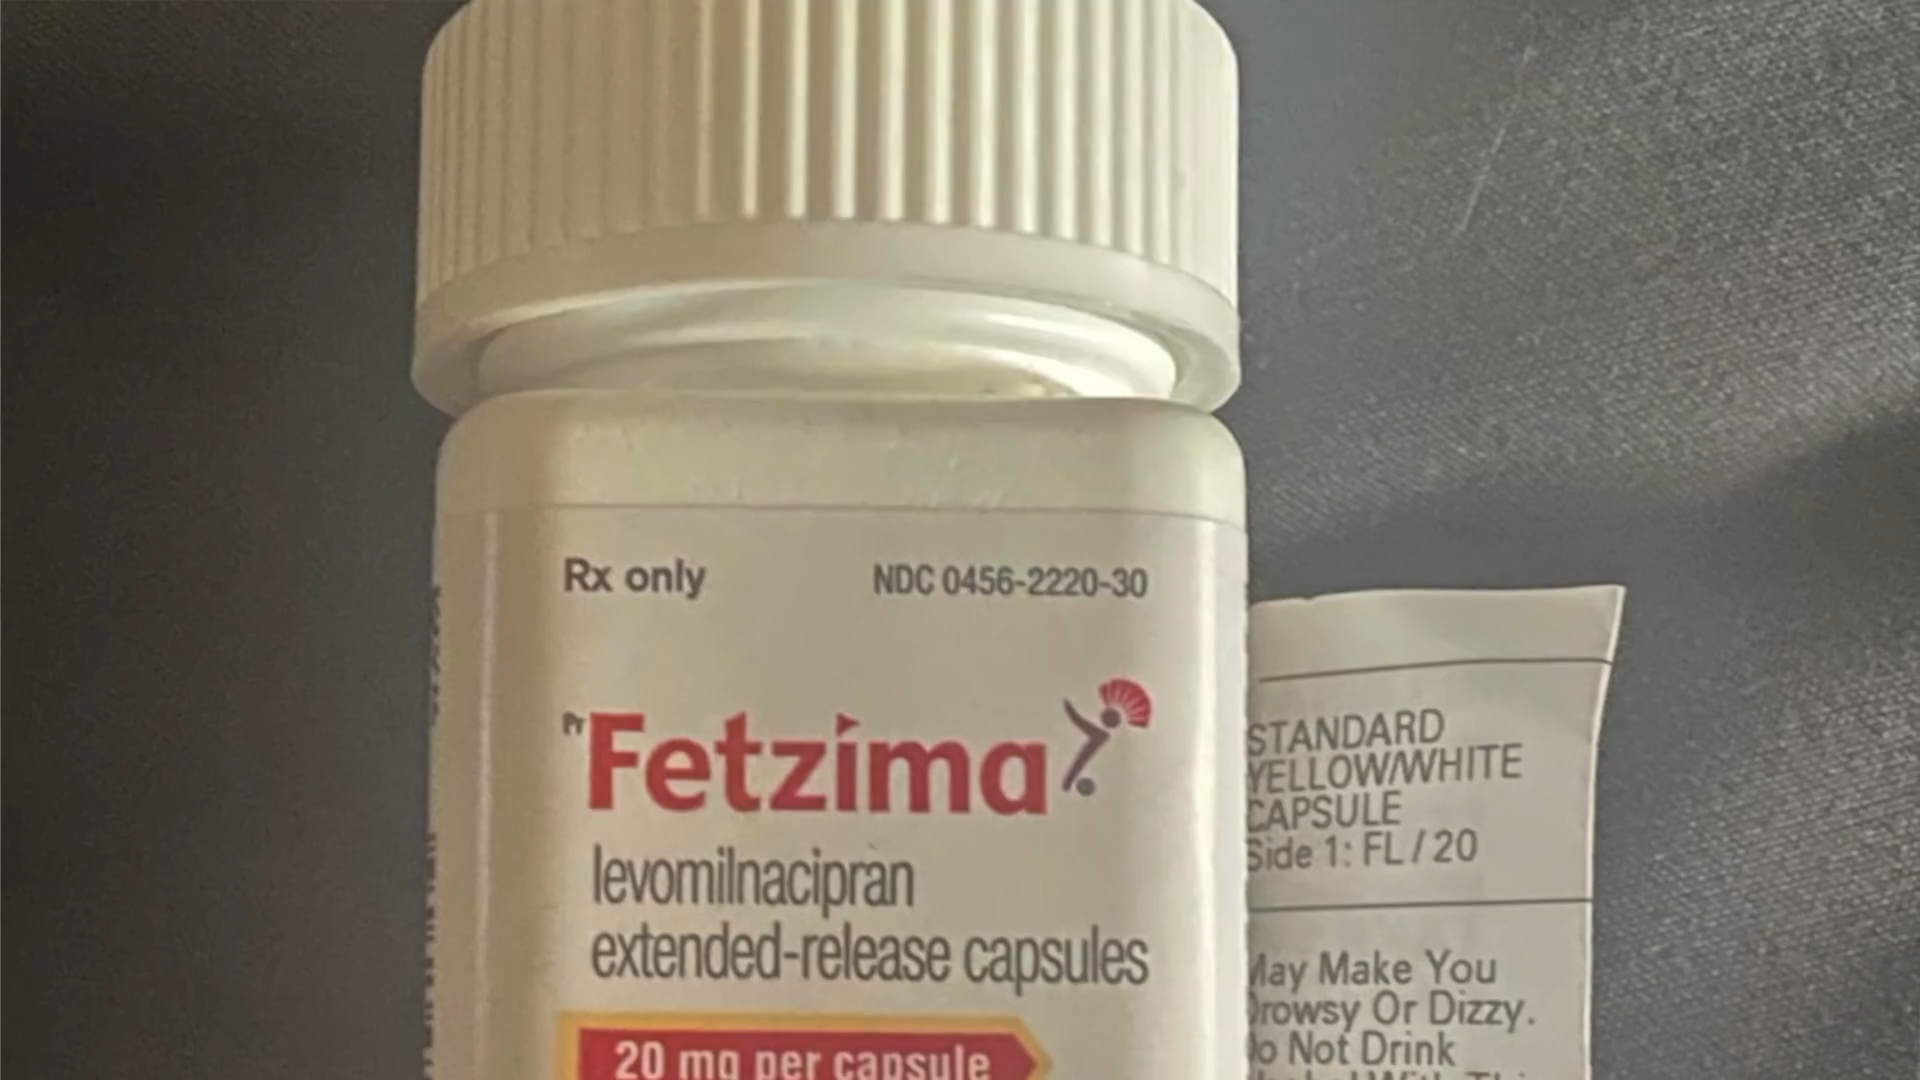 Rx only NDC 0456-2220-30
Pr Fetzima
levomilnacipran
extended-release capsules
20 mg per capsule
STANDARD
YELLOW/WHITE
CAPSULE
Side 1: FL / 20
May Make You
Drowsy Or Dizzy.
Do Not Drink